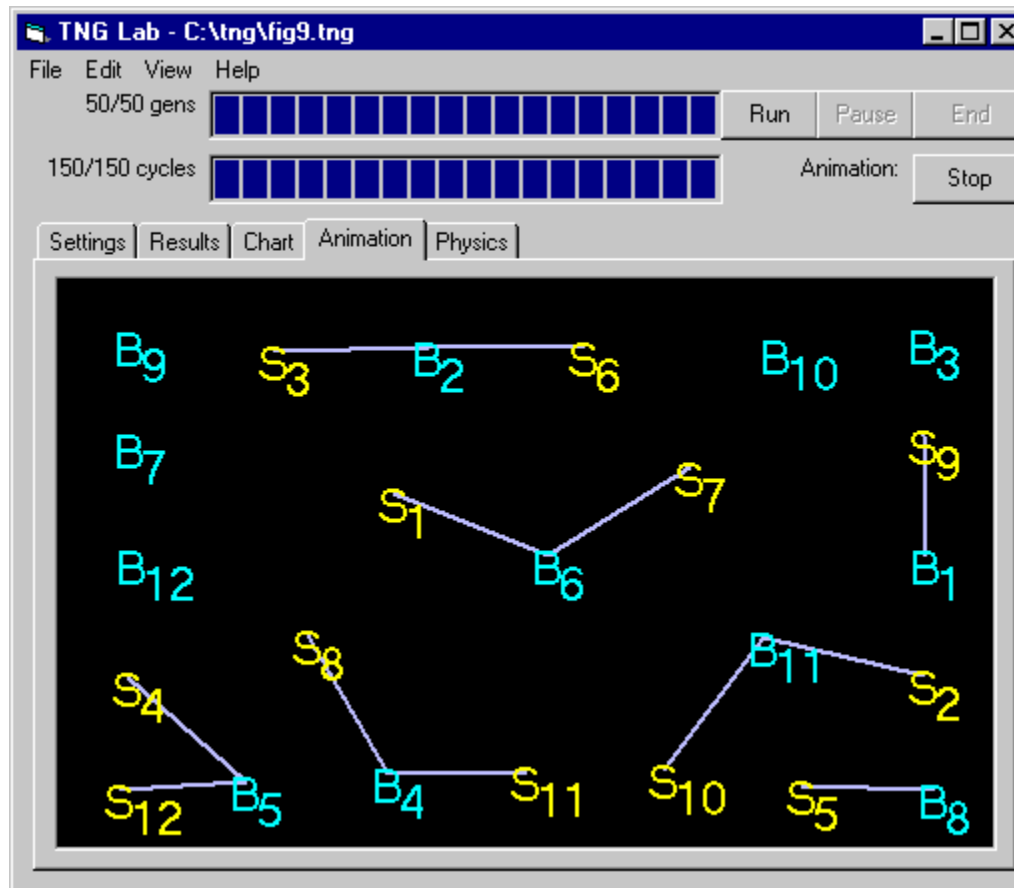 TNG Lab - C:\tng\fig9.tng
File Edit View Help
50/50 gens Run Pause End
150/150 cycles Animation: Stop
Settings Results Chart Animation Physics
B9 S3 B2 S6 B10 B3
B7 S1 S7 S9
B12 B6 B1
S4 S8 B11 S2
S12 B5 B4 S11 S10 S5 B8